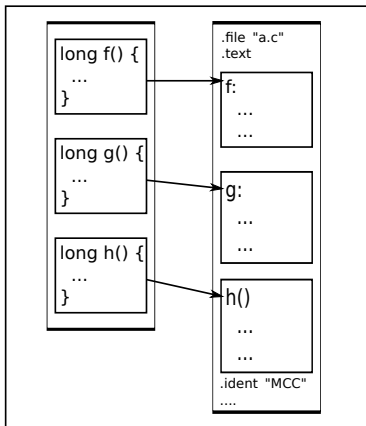 long f() {
...
}
long g() {
...
}
long h() {
...
}
.file "a.c"
.text
f:
...
...
g:
...
...
h()
...
...
.ident "MCC"
....